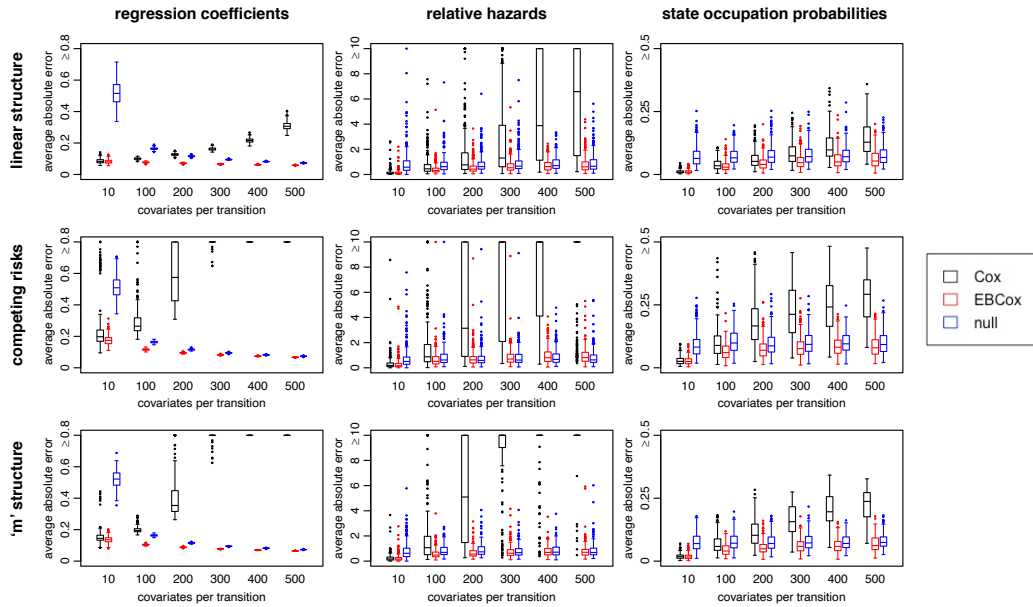 regression coefficients
relative hazards
state occupation probabilities
linear structure
average absolute error
0 0.2 0.4 0.6 ≥ 0.8
10 100 200 300 400 500
covariates per transition
average absolute error
0 2 4 6 8 ≥ 10
10 100 200 300 400 500
covariates per transition
average absolute error
0 0.25 ≥ 0.5
10 100 200 300 400 500
covariates per transition
competing risks
average absolute error
0 0.2 0.4 0.6 ≥ 0.8
10 100 200 300 400 500
covariates per transition
average absolute error
0 2 4 6 8 ≥ 10
10 100 200 300 400 500
covariates per transition
average absolute error
0 0.25 ≥ 0.5
10 100 200 300 400 500
covariates per transition
Cox
EBCox
null
'm' structure
average absolute error
0 0.2 0.4 0.6 ≥ 0.8
10 100 200 300 400 500
covariates per transition
average absolute error
0 2 4 6 8 ≥ 10
10 100 200 300 400 500
covariates per transition
average absolute error
0 0.25 ≥ 0.5
10 100 200 300 400 500
covariates per transition